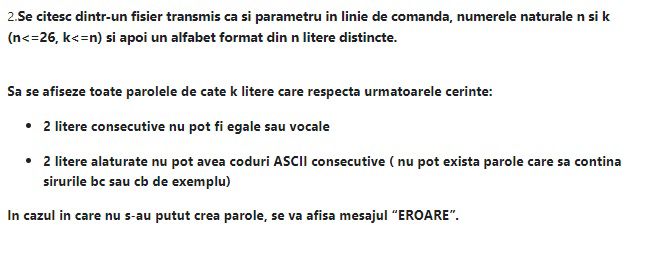 2.Se citesc dintr-un fisier transmis ca si parametru in linie de comanda, numerele naturale n si k
(n<=26, k<=n) si apoi un alfabet format din n litere distincte.
Sa se afiseze toate parolele de cate k litere care respecta urmatoarele cerinte:
• 2 litere consecutive nu pot fi egale sau vocale
• 2 litere alaturate nu pot avea coduri ASCII consecutive ( nu pot exista parole care sa contina
sirurile bc sau cb de exemplu)
In cazul in care nu s-au putut crea parole, se va afisa mesajul “EROARE”.